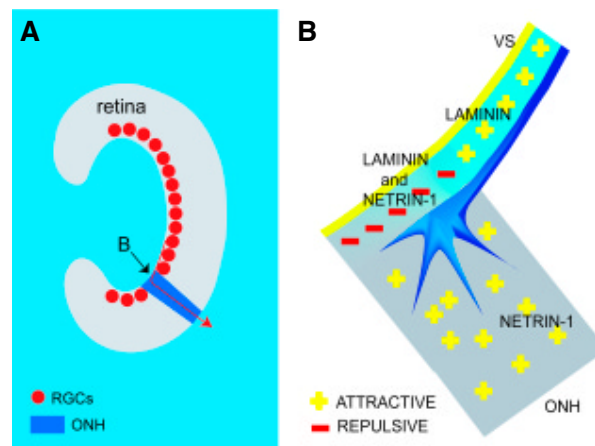 A
retina
B
RGCs
ONH
B
VS
LAMININ
LAMININ
and
NETRIN-1
NETRIN-1
ONH
ATTRACTIVE
REPULSIVE